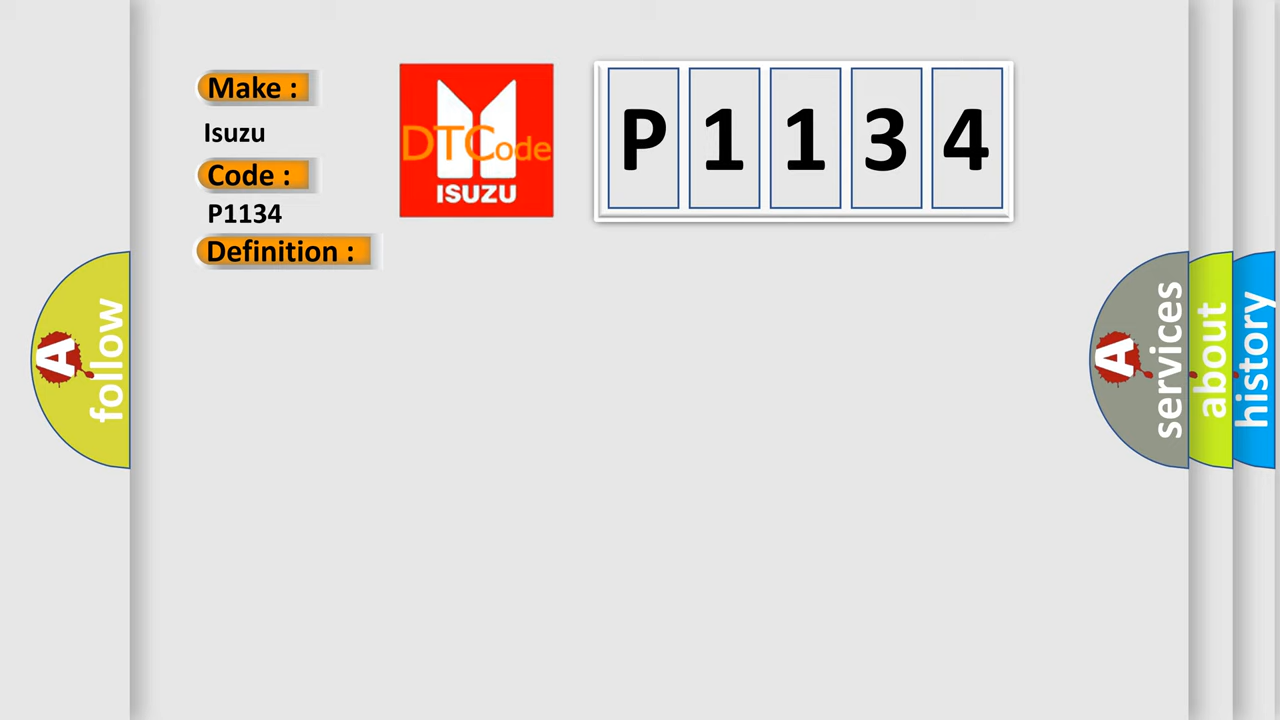 Make :
Isuzu
Code :
P1134
Definition :
DTCode
ISUZU
P 1 1 3 4
A follow
A services
about
history